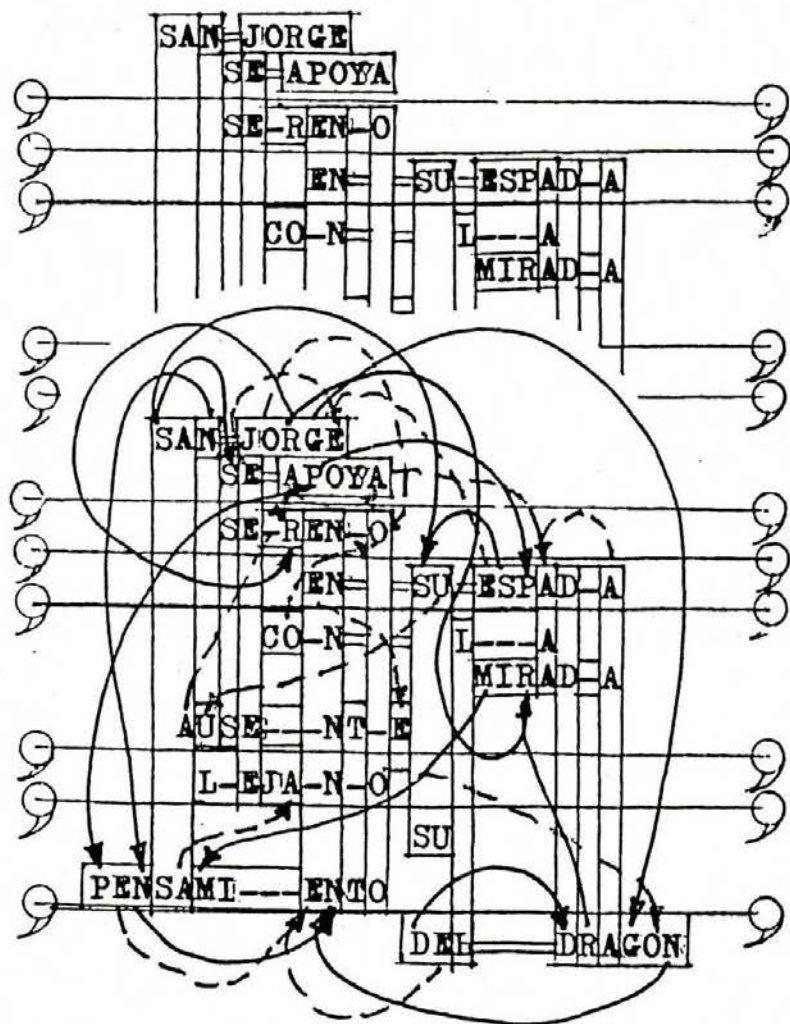 SAN=JORGE
SE=APOYA
SE-REN-O
EN= =SU=ESPAD-A
CO-N= = L---A
MIRAD-A
SAN=JORGE
SE=APOYA
SE-REN-O
EN= =SU=ESPAD-A
CO-N= = L---A
MIRAD-A
AUSE---NT-E
L-EJA-N-O
SU
PENSAMI---ENTO
DEL====DRAGON